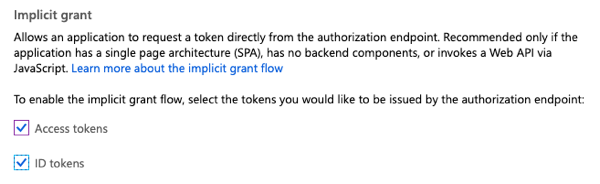 Implicit grant
Allows an application to request a token directly from the authorization endpoint. Recommended only if the
application has a single page architecture (SPA), has no backend components, or invokes a Web API via
JavaScript. Learn more about the implicit grant flow
To enable the implicit grant flow, select the tokens you would like to be issued by the authorization endpoint:
Access tokens
ID tokens